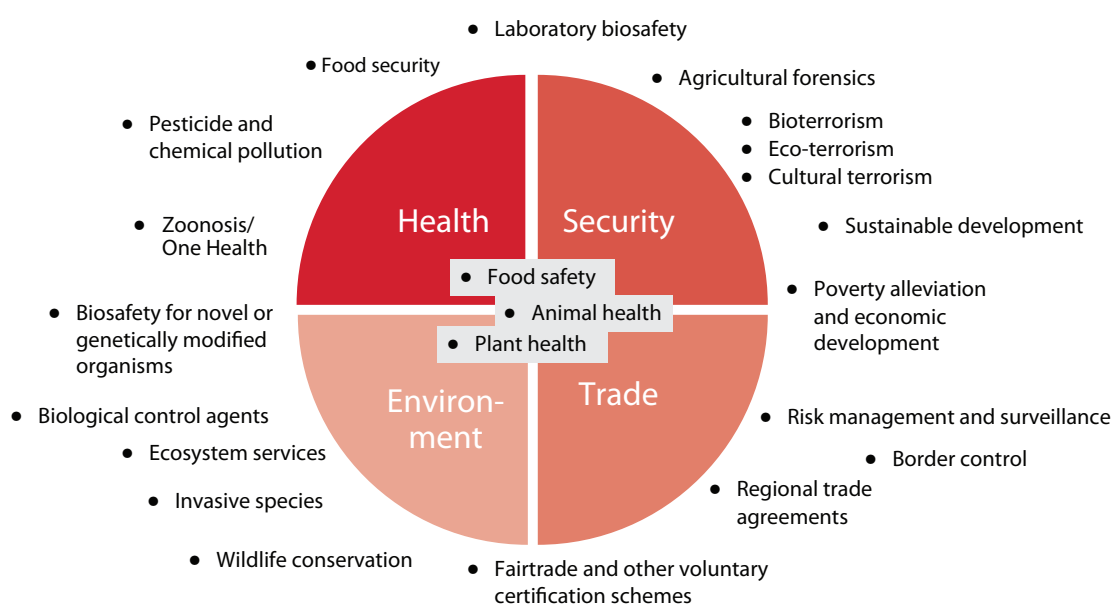 ● Laboratory biosafety
● Food security
● Agricultural forensics
● Pesticide and
chemical pollution
● Bioterrorism
● Eco-terrorism
● Cultural terrorism
Health
Security
● Zoonosis/
One Health
● Sustainable development
● Food safety
● Animal health
● Plant health
● Poverty alleviation
and economic
development
● Biosafety for novel or
genetically modified
organisms
Environ-
ment
Trade
● Biological control agents
● Risk management and surveillance
● Ecosystem services
● Border control
● Invasive species
● Regional trade
agreements
● Wildlife conservation
● Fairtrade and other voluntary
certification schemes